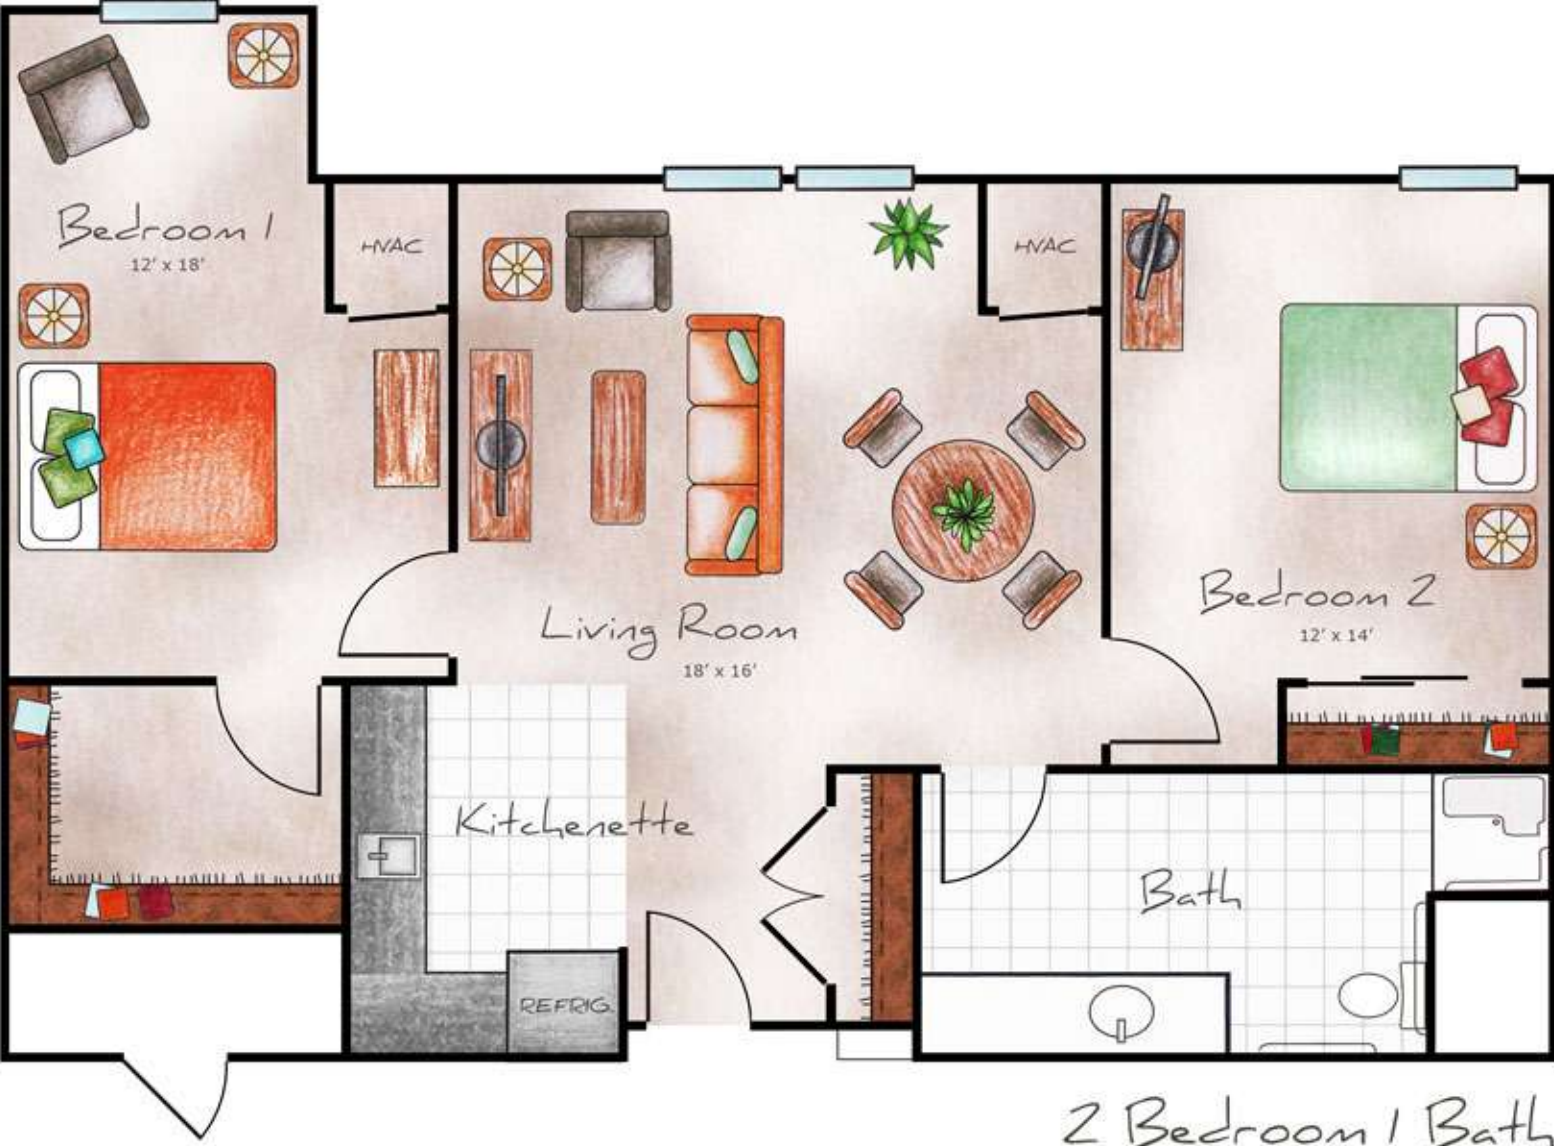 Bedroom 1
12' x 18'
HVAC
HVAC
Living Room
18' x 16'
Bedroom 2
12' x 14'
Kitchenette
Bath
REFRIG.
2 Bedroom 1 Bath